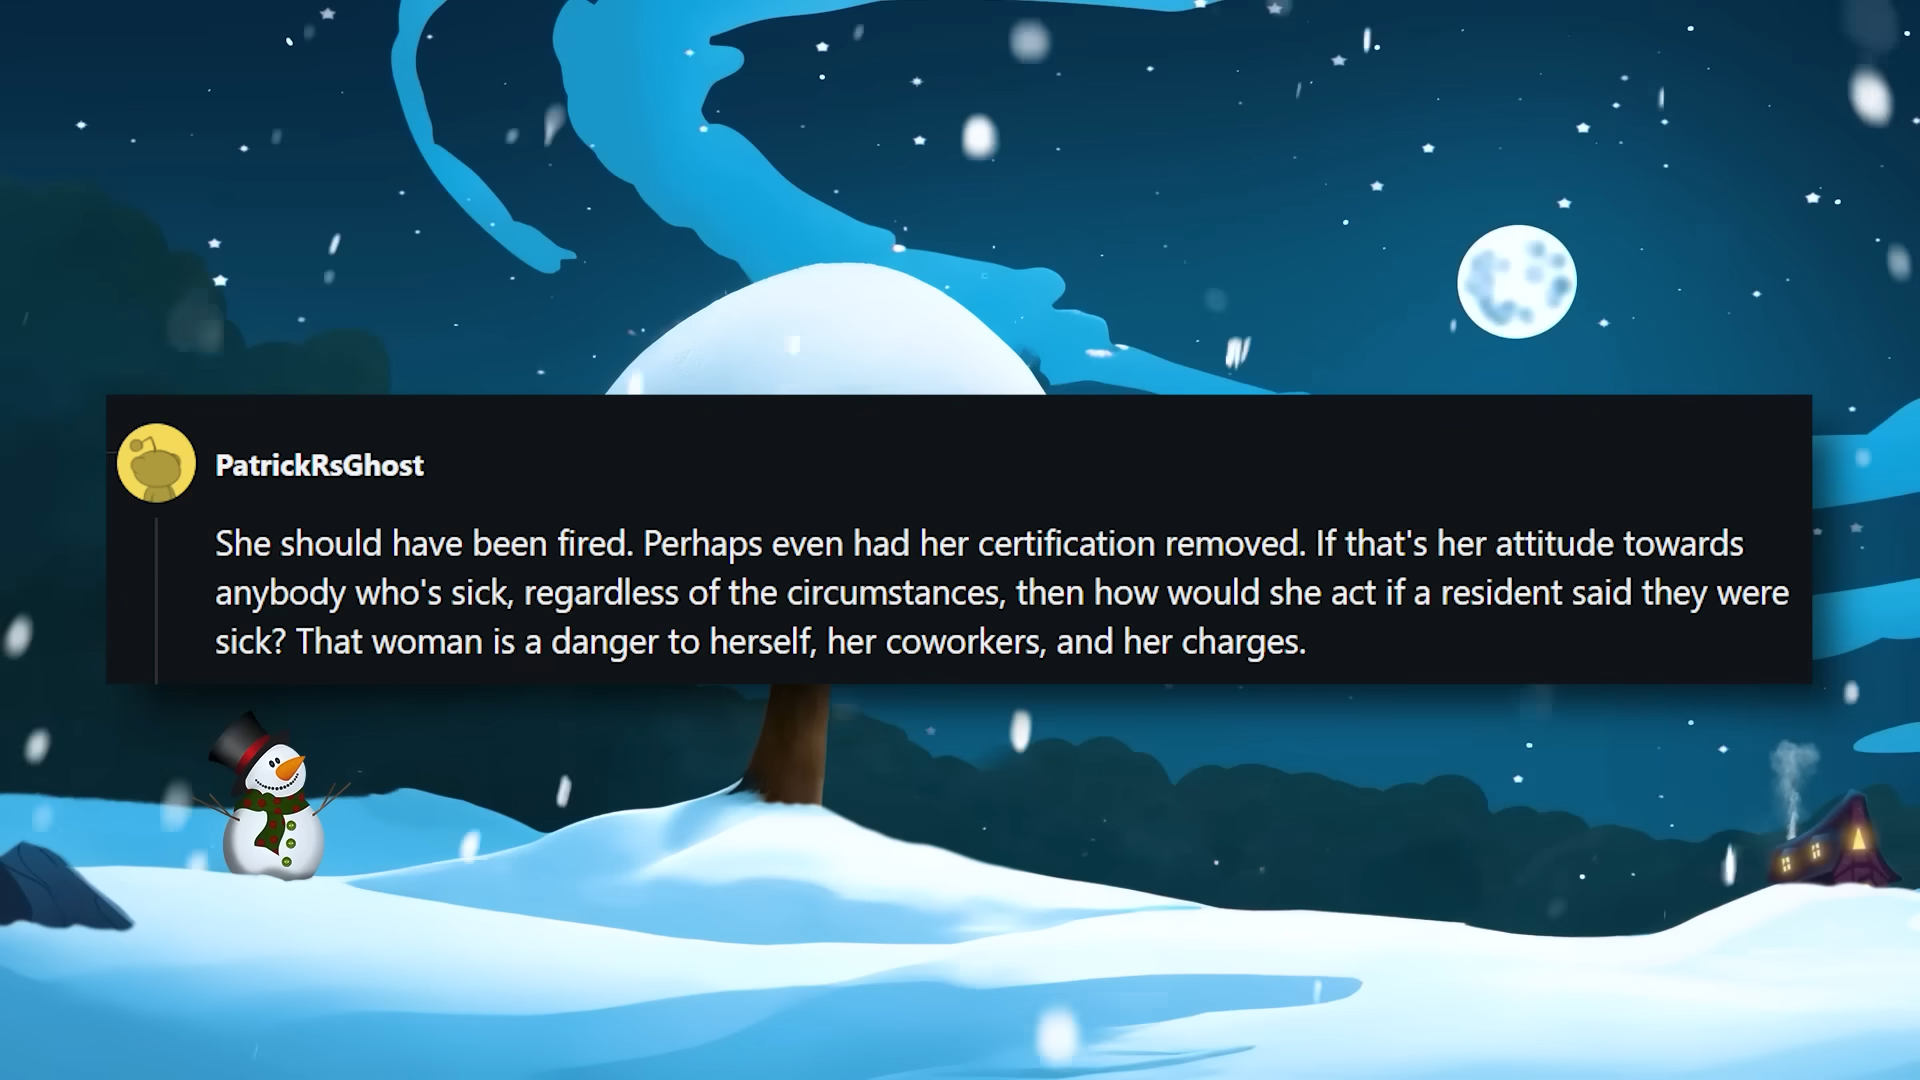 PatrickRsGhost
She should have been fired. Perhaps even had her certification removed. If that's her attitude towards
anybody who's sick, regardless of the circumstances, then how would she act if a resident said they were
sick? That woman is a danger to herself, her coworkers, and her charges.